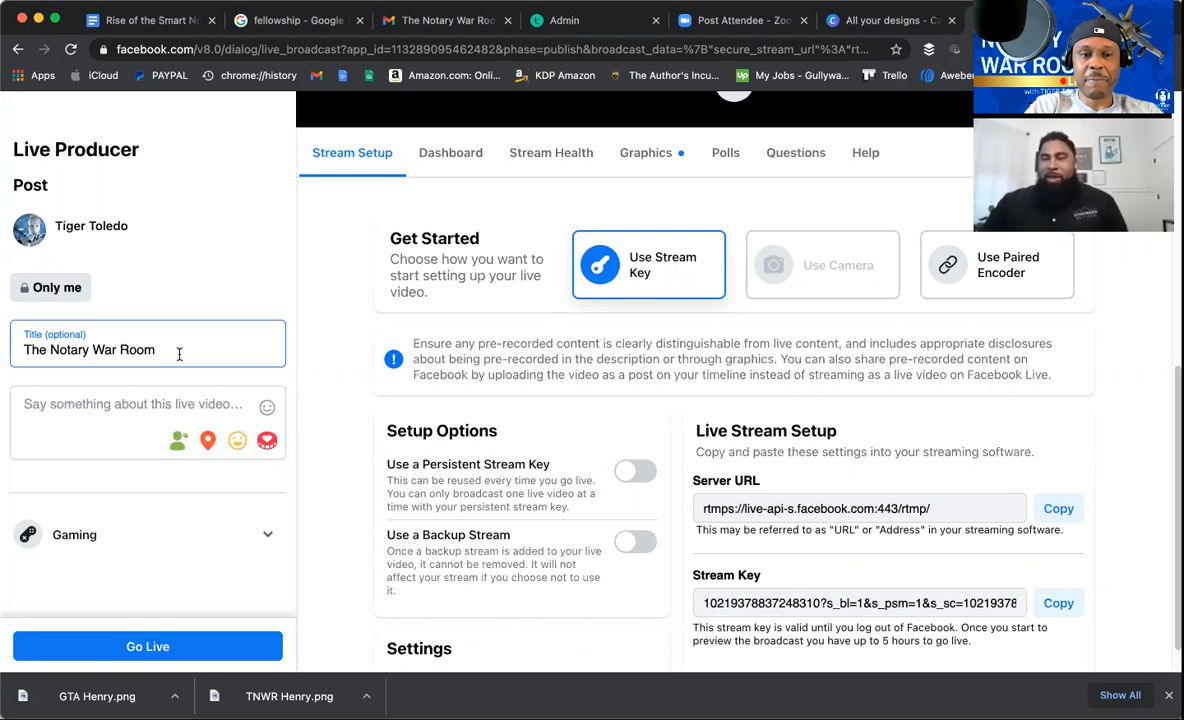 Rise of the Smart No
fellowship - Google
The Notary War Roo
Admin
Post Attendee - Zoo
All your designs - Ca
facebook.com/v8.0/dialog/live_broadcast?app_id=113289095462482&phase=publish&broadcast_data=%7B"secure_stream_url"%3A"rt...
Apps
iCloud
PAYPAL
chrome://history
Amazon.com: Onli...
KDP Amazon
The Author's Incu...
Up
My Jobs - Gullywa...
Trello
Aweber
WAR ROO
with TIGER
Live Producer
Post
Tiger Toledo
Only me
Title (optional)
The Notary War Room
Say something about this live video...
Gaming
Go Live
Stream Setup
Dashboard
Stream Health
Graphics
Polls
Questions
Help
Get Started
Choose how you want to
start setting up your live
video.
Use Stream
Key
Use Camera
Use Paired
Encoder
Ensure any pre-recorded content is clearly distinguishable from live content, and includes appropriate disclosures
about being pre-recorded in the description or through graphics. You can also share pre-recorded content on
Facebook by uploading the video as a post on your timeline instead of streaming as a live video on Facebook Live.
Setup Options
Use a Persistent Stream Key
This can be reused every time you go live.
You can only broadcast one live video at a
time with your persistent stream key.
Use a Backup Stream
Once a backup stream is added to your live
video, it cannot be removed. It will not
affect your stream if you choose not to use
it.
Settings
Live Stream Setup
Copy and paste these settings into your streaming software.
Server URL
rtmps://live-api-s.facebook.com:443/rtmp/
Copy
This may be referred to as "URL" or "Address" in your streaming software.
Stream Key
10219378837248310?s_bl=1&s_psm=1&s_sc=10219378
Copy
This stream key is valid until you log out of Facebook. Once you start to
preview the broadcast you have up to 5 hours to go live.
GTA Henry.png
TNWR Henry.png
Show All